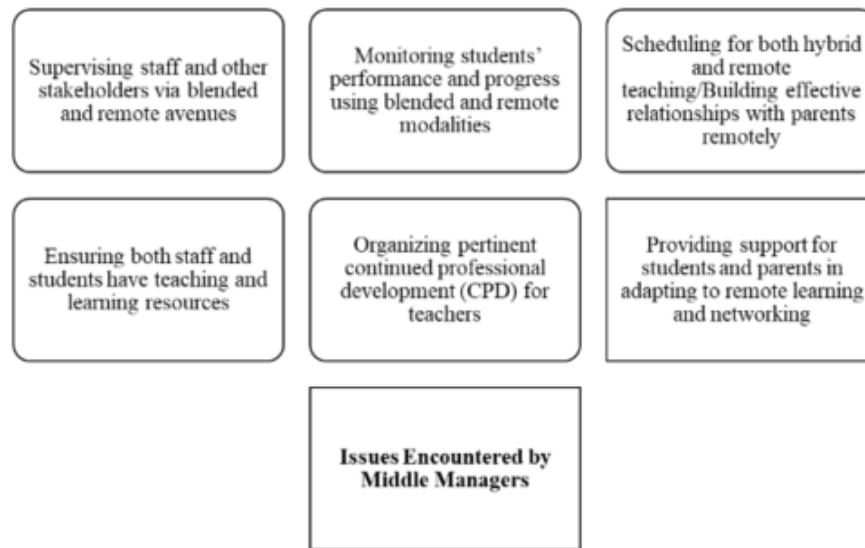 Supervising staff and other
stakeholders via blended
and remote avenues
Monitoring students’
performance and progress
using blended and remote
modalities
Scheduling for both hybrid
and remote
teaching/Building effective
relationships with parents
remotely
Ensuring both staff and
students have teaching and
learning resources
Organizing pertinent
continued professional
development (CPD) for
teachers
Providing support for
students and parents in
adapting to remote learning
and networking
Issues Encountered by
Middle Managers